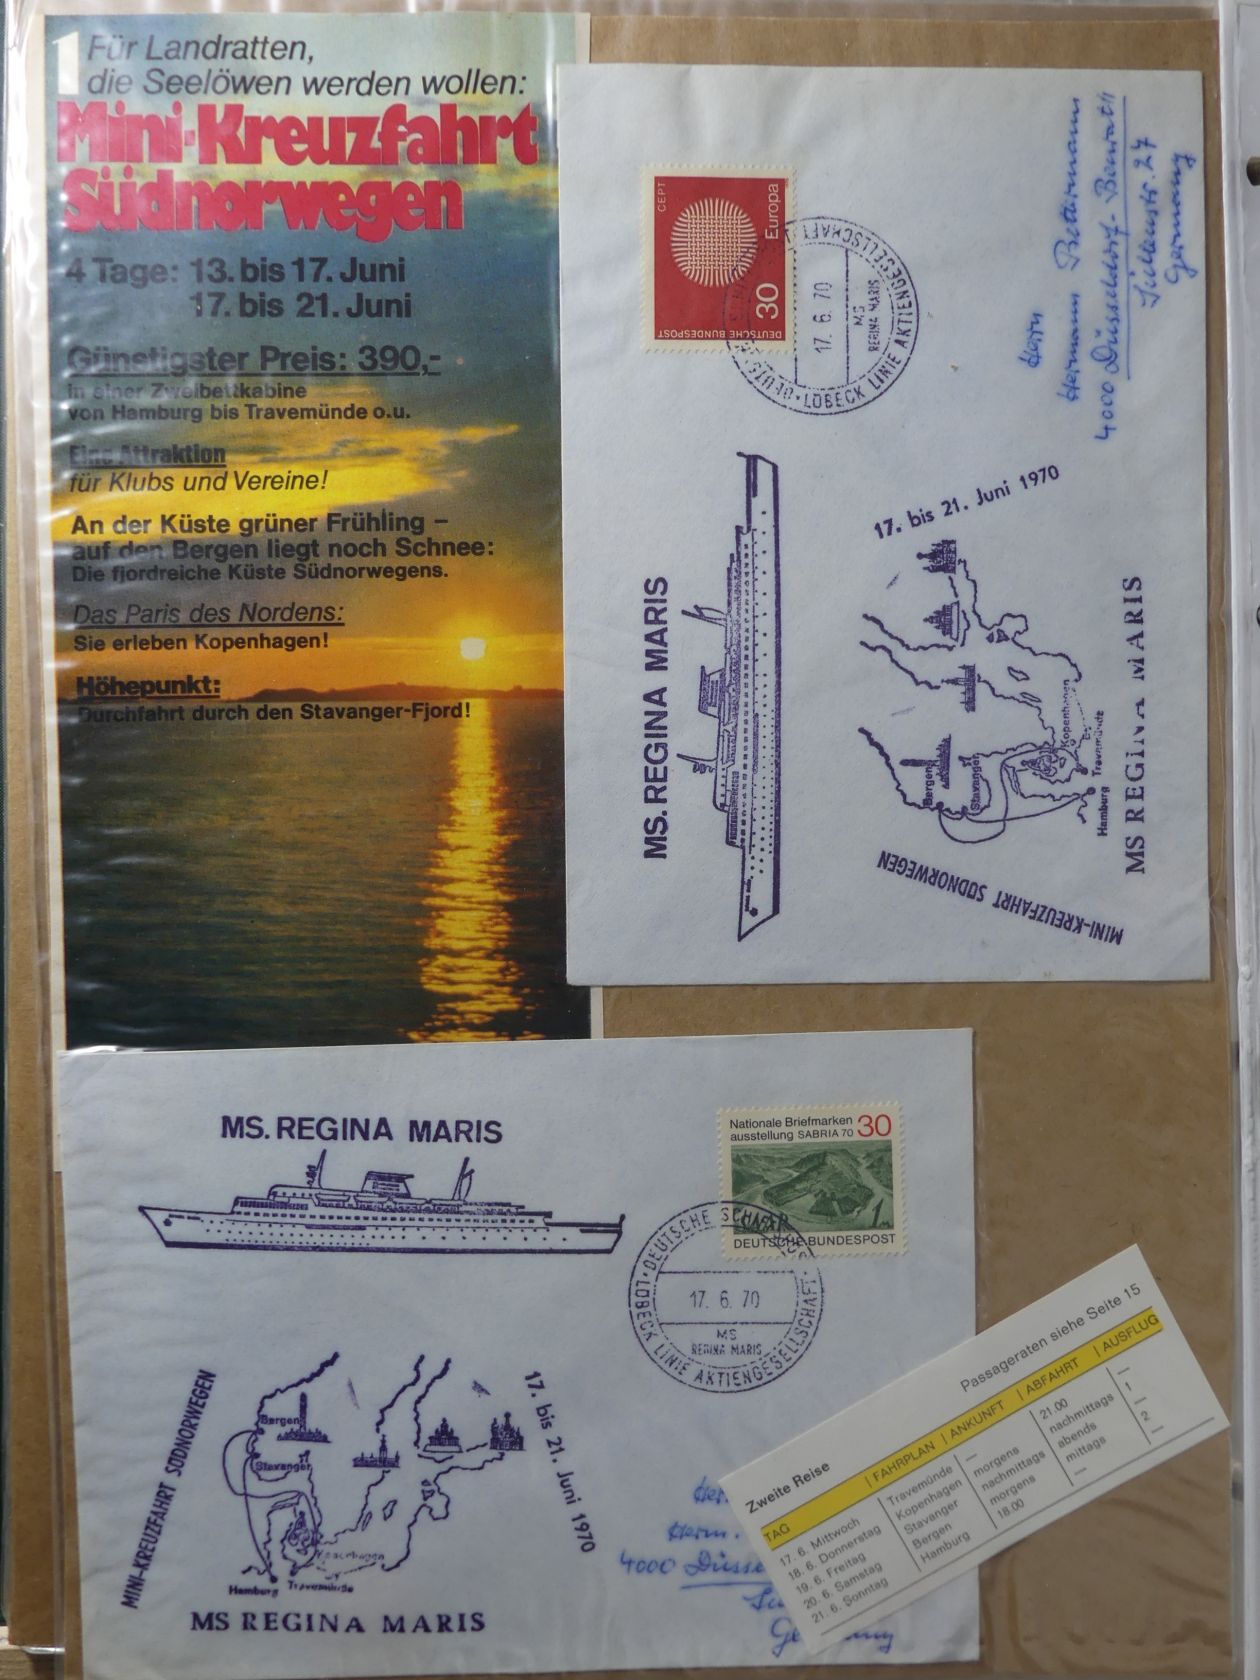 1 Für Landratten,
die Seelöwen werden wollen:
Mini-Kreuzfahrt
Südnorwegen
4 Tage: 13. bis 17. Juni
17. bis 21. Juni
Günstigster Preis: 390,-
in einer Zweibettkabine
von Hamburg bis Travemünde o.u.
Eine Attraktion
für Klubs und Vereine!
An der Küste grüner Frühling –
auf den Bergen liegt noch Schnee:
Die fjordreiche Küste Südnorwegens.
Das Paris des Nordens:
Sie erleben Kopenhagen!
Höhepunkt:
Durchfahrt durch den Stavanger-Fjord!
CEPT
Europa
30
DEUTSCHE BUNDESPOST
LÜBECK LINIE AKTIENGESELLSCHAFT
17. 6. 70
MS
REGINA MARIS
Herrn
Hermann Bettermann
4000 Düsseldorf-Benrath
27
Germany
MS. REGINA MARIS
17. bis 21. Juni 1970
Bergen
Stavanger
Kopenhagen
Travemünde
Hamburg
MINI-KREUZFAHRT SÜDNORWEGEN
MS REGINA MARIS
MS. REGINA MARIS
Nationale Briefmarken 30
ausstellung SABRIA 70
DEUTSCHE BUNDESPOST
DEUTSCHE
LÜBECK LINIE AKTIENGESELLSCHAFT
17. 6. 70
MS
REGINA MARIS
MINI-KREUZFAHRT SÜDNORWEGEN
Bergen
Stavanger
Kopenhagen
Hamburg Travemünde
17. bis 21. Juni 1970
MS REGINA MARIS
Herm.
4000
Zweite Reise Passageraten siehe Seite 15
TAG | FAHRPLAN | ANKUNFT | ABFAHRT | AUSFLUG
17. 6. Mittwoch Travemünde — 21.00 —
18. 6. Donnerstag Kopenhagen morgens nachmittags 1
19. 6. Freitag Stavanger nachmittags abends —
20. 6. Samstag Bergen morgens mittags 2
21. 6. Sonntag Hamburg 18.00 — —